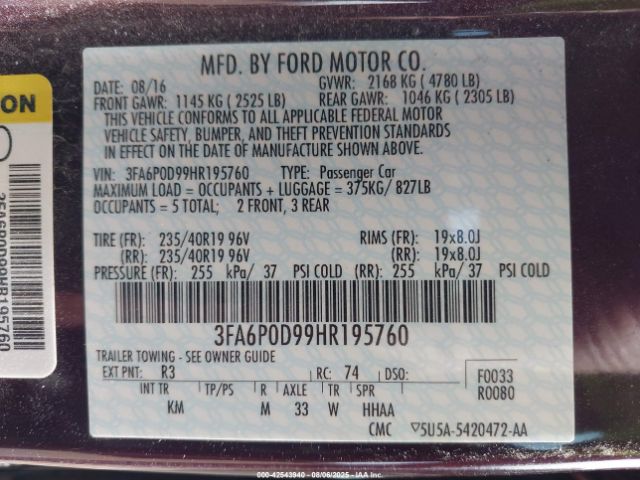 MFD. BY FORD MOTOR CO.
DATE: 08/16 GVWR: 2168 KG ( 4780 LB)
FRONT GAWR: 1145 KG ( 2525 LB) REAR GAWR: 1046 KG ( 2305 LB)
THIS VEHICLE CONFORMS TO ALL APPLICABLE FEDERAL MOTOR
VEHICLE SAFETY, BUMPER, AND THEFT PREVENTION STANDARDS
IN EFFECT ON THE DATE OF MANUFACTURE SHOWN ABOVE.
VIN: 3FA6P0D99HR195760 TYPE: Passenger Car
MAXIMUM LOAD = OCCUPANTS + LUGGAGE = 375KG/ 827LB
OCCUPANTS: 5 TOTAL; 2 FRONT, 3 REAR
TIRE (FR): 235/40R19 96V RIMS (FR): 19x8.0J
(RR): 235/40R19 96V (RR): 19x8.0J
PRESSURE (FR): 255 kPa/ 37 PSI COLD (RR): 255 kPa/ 37 PSI COLD
3FA6P0D99HR195760
TRAILER TOWING - SEE OWNER GUIDE
EXT PNT: R3 RC: 74 DSO: F0033
R0080
INT TR TP/PS R AXLE TR SPR
KM M 33 W HHAA
CMC ▽5U5A-5420472-AA
ON
3FA6P0D99HR195760
000-42543940 - 08/06/2025 - IAA Inc.